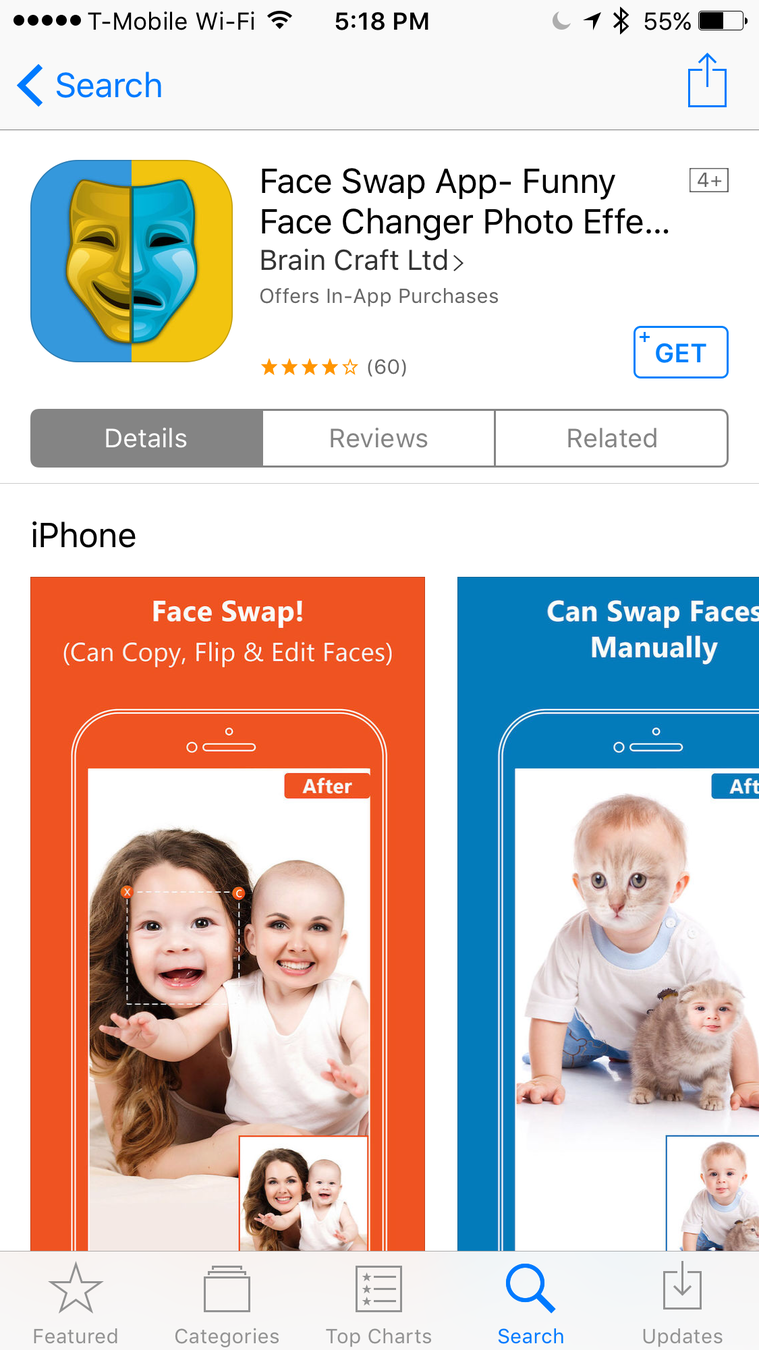 T-Mobile Wi-Fi 5:18 PM 55%
Search
Face Swap App- Funny 4+
Face Changer Photo Effe...
Brain Craft Ltd>
Offers In-App Purchases
(60) + GET
Details Reviews Related
iPhone
Face Swap!
(Can Copy, Flip & Edit Faces)
After
X C
Can Swap Faces
Manually
Aft
Featured Categories Top Charts Search Updates